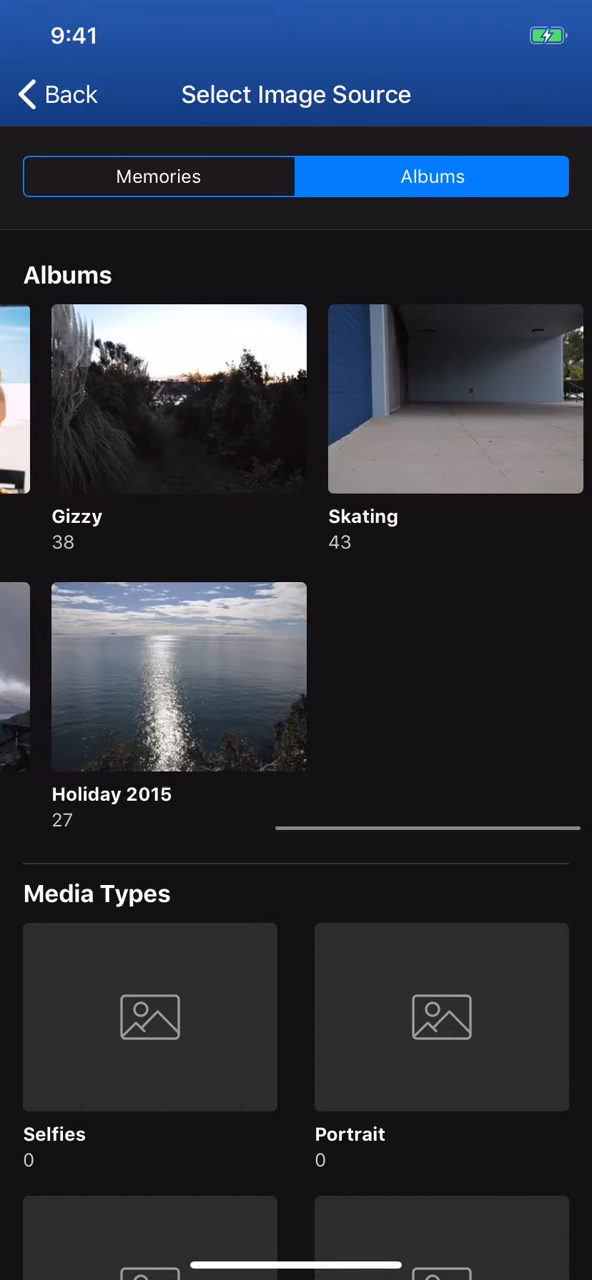 9:41
Back
Select Image Source
Memories
Albums
Albums
Gizzy
38
Skating
43
Holiday 2015
27
Media Types
Selfies
0
Portrait
0